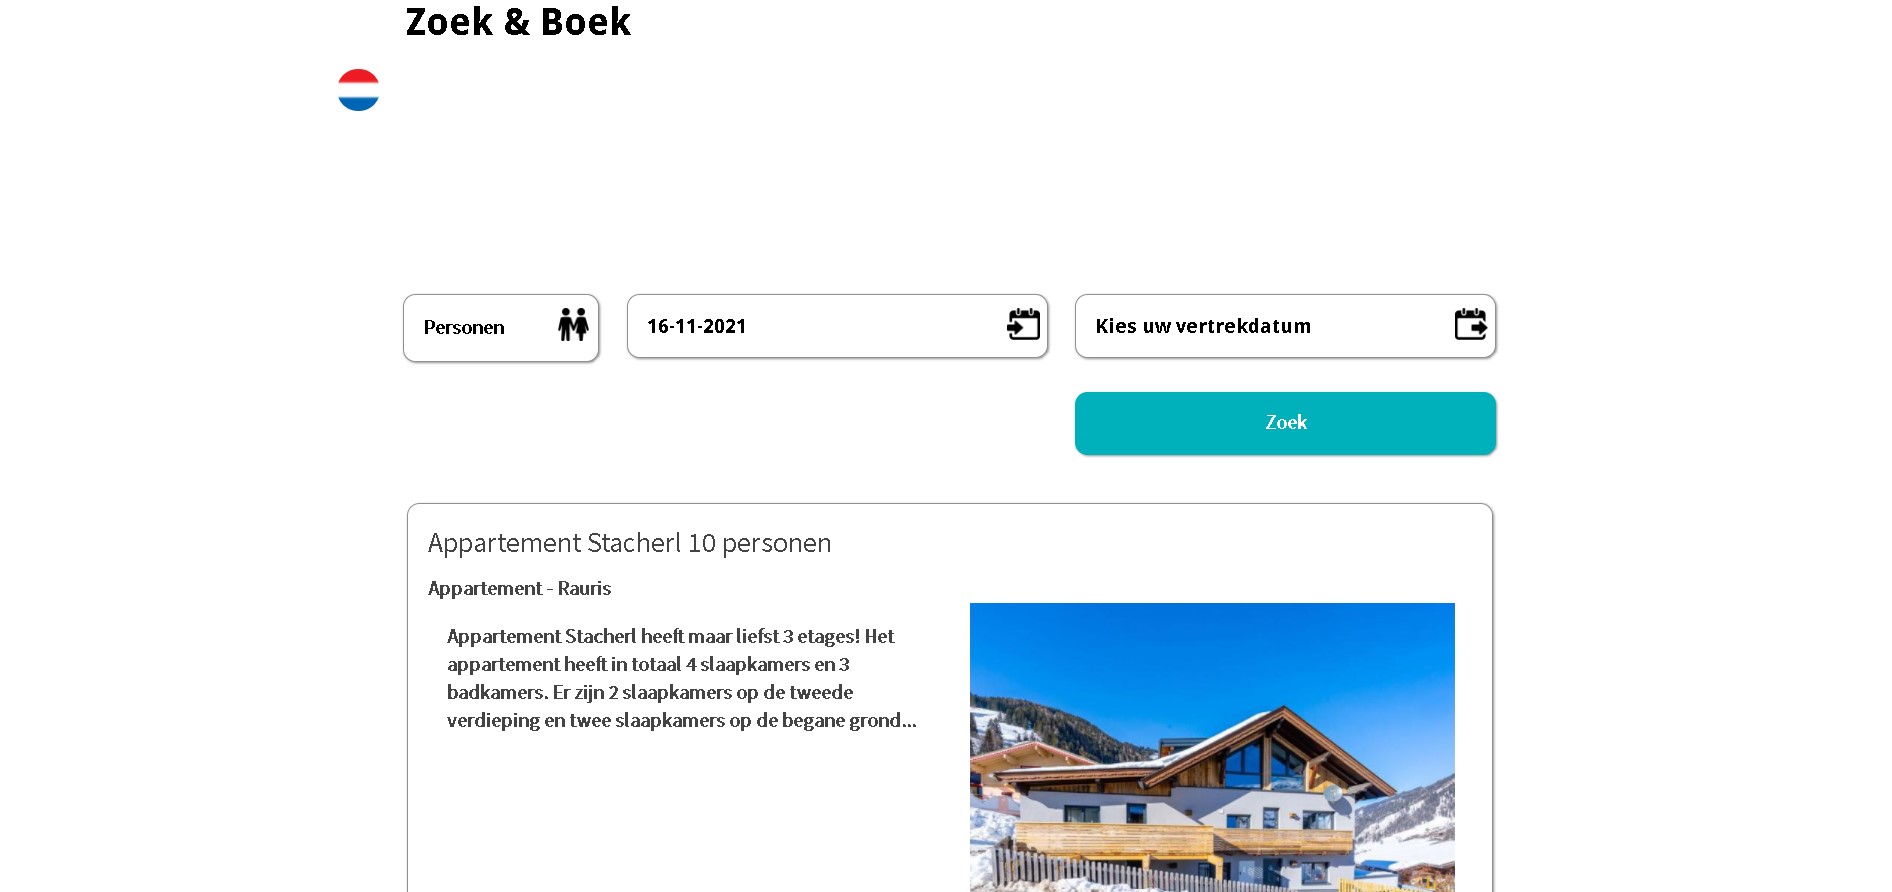 Zoek & Boek
Personen
16-11-2021
Kies uw vertrekdatum
Zoek
Appartement Stacherl 10 personen
Appartement - Rauris
Appartement Stacherl heeft maar liefst 3 etages! Het
appartement heeft in totaal 4 slaapkamers en 3
badkamers. Er zijn 2 slaapkamers op de tweede
verdieping en twee slaapkamers op de begane grond...